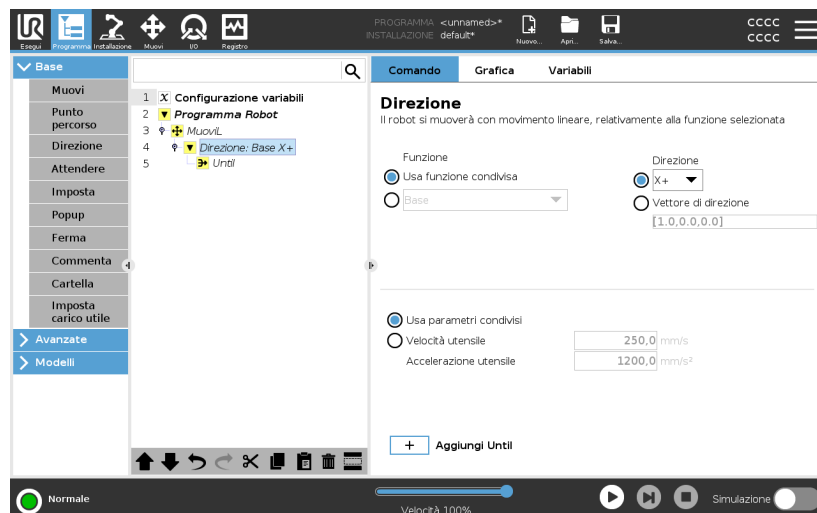 UR
PROGRAMMA <unnamed>*
INSTALLAZIONE default*
Esegui Programma Installazione Muovi I/O Registro
Nuovo... Apri... Salva...
CCCC
CCCC
Base
Muovi
Punto
percorso
Direzione
Attendere
Imposta
Popup
Ferma
Commenta
Cartella
Imposta
carico utile
Avanzate
Modelli
1 X Configurazione variabili
2 Programma Robot
3 MuoviL
4 Direzione: Base X+
5 Until
Comando Grafica Variabili
Direzione
Il robot si muoverà con movimento lineare, relativamente alla funzione selezionata
Funzione
Usa funzione condivisa
Base
Direzione
X+
Vettore di direzione
[1.0,0.0,0.0]
Usa parametri condivisi
Velocità utensile 250,0 mm/s
Accelerazione utensile 1200,0 mm/s²
+ Aggiungi Until
Normale
Velocità 100%
Simulazione